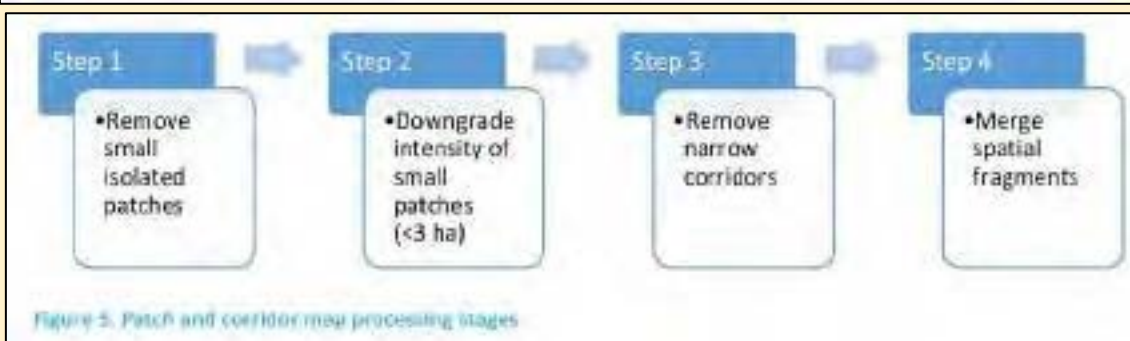 Step 1
•Remove
small
isolated
patches
Step 2
•Downgrade
intensity of
small
patches
(<3 ha)
Step 3
•Remove
narrow
corridors
Step 4
•Merge
spatial
fragments
Figure 5. Patch and corridor map processing stages